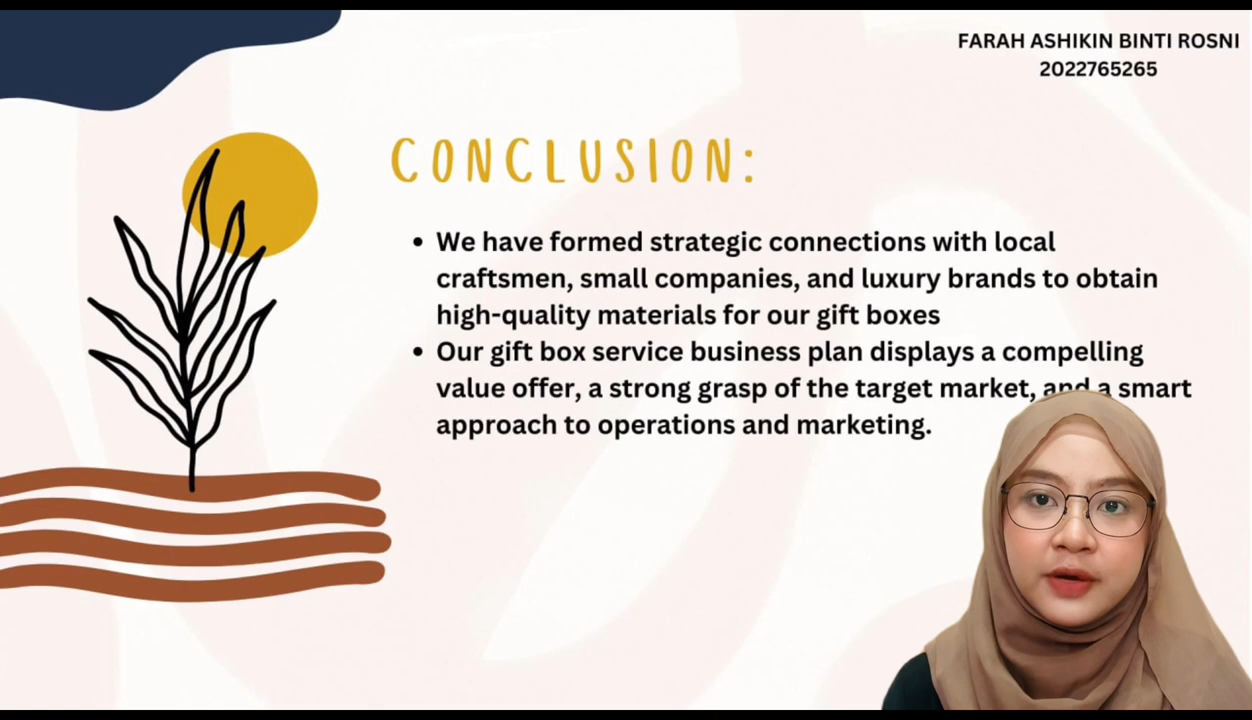 FARAH ASHIKIN BINTI ROSNI
2022765265
CONCLUSION:
• We have formed strategic connections with local
craftsmen, small companies, and luxury brands to obtain
high-quality materials for our gift boxes
• Our gift box service business plan displays a compelling
value offer, a strong grasp of the target market, and a smart
approach to operations and marketing.